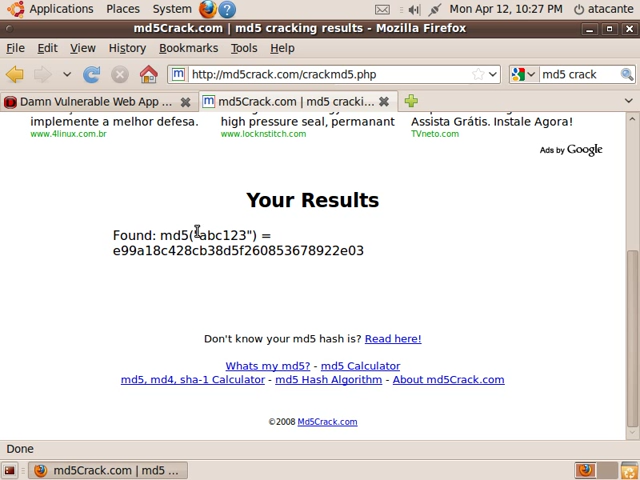 Applications Places System Mon Apr 12, 10:27 PM atacante
md5Crack.com | md5 cracking results - Mozilla Firefox
File Edit View History Bookmarks Tools Help
http://md5crack.com/crackmd5.php md5 crack
Damn Vulnerable Web App ... md5Crack.com | md5 cracki...
implemente a melhor defesa. high pressure seal, permanant Assista Grátis. Instale Agora!
www.4linux.com.br www.locknstitch.com TVneto.com
Ads by Google
Your Results
Found: md5("abc123") =
e99a18c428cb38d5f260853678922e03
Don't know your md5 hash is? Read here!
Whats my md5? - md5 Calculator
md5, md4, sha-1 Calculator - md5 Hash Algorithm - About md5Crack.com
©2008 Md5Crack.com
Done
md5Crack.com | md5 ...